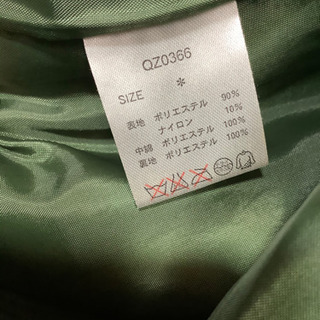 QZ0366
SIZE *
表地 ポリエステル 90%
ナイロン 10%
中綿 ポリエステル 100%
裏地 ポリエステル 100%